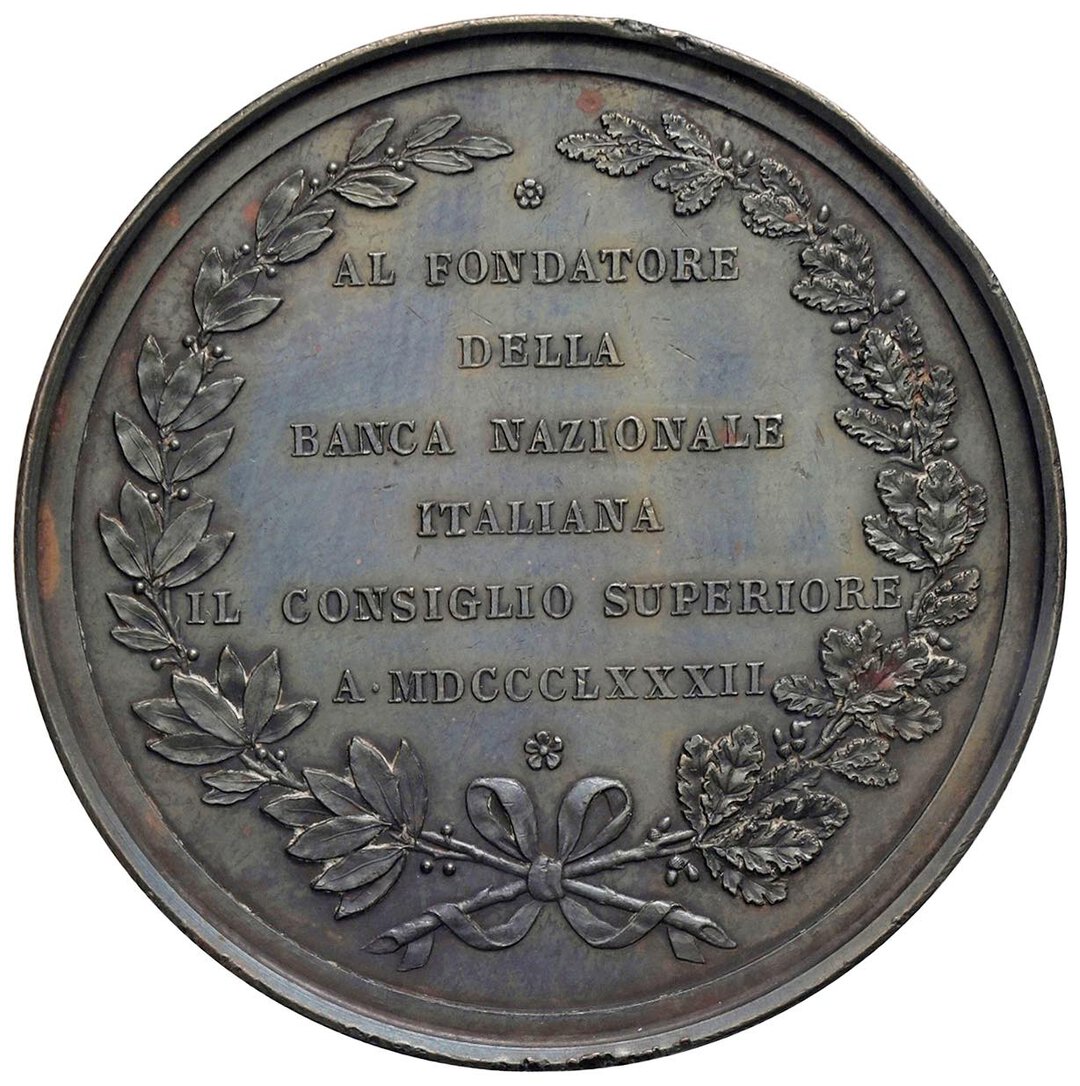 AL FONDATORE
DELLA
BANCA NAZIONALE
ITALIANA
IL CONSIGLIO SUPERIORE
A·MDCCCLXXXII